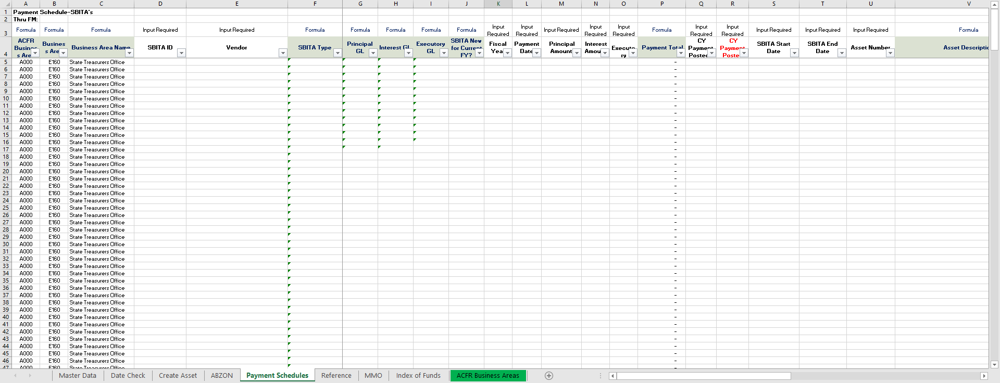 A B C D E F G H I J K L M N O P Q R S T U V
1 Payment Schedule-SBITA's
2 Thru FM:
3 Formula Formula Formula Input Required Input Required Formula Formula Formula Formula Formula Input Required Input Required Input Required Input Required Input Required Formula Input Required Input Required Input Required Input Required Input Required Formula
4 ACFR Busines s Are Busines s Are Business Area Name SBITA ID Vendor SBITA Type Principal GL Interest GL Executory GL SBITA New for Current FY? Fiscal Yea Payment Date Principal Amount Interest Amou Executo ry Payment Total CY Payment Posted CY Payment Poste SBITA Start Date SBITA End Date Asset Number Asset Descriptio
5 A000 E160 State Treasurers Office -
6 A000 E160 State Treasurers Office -
7 A000 E160 State Treasurers Office -
8 A000 E160 State Treasurers Office -
9 A000 E160 State Treasurers Office -
10 A000 E160 State Treasurers Office -
11 A000 E160 State Treasurers Office -
12 A000 E160 State Treasurers Office -
13 A000 E160 State Treasurers Office -
14 A000 E160 State Treasurers Office -
15 A000 E160 State Treasurers Office -
16 A000 E160 State Treasurers Office -
17 A000 E160 State Treasurers Office -
18 A000 E160 State Treasurers Office -
19 A000 E160 State Treasurers Office -
20 A000 E160 State Treasurers Office -
21 A000 E160 State Treasurers Office -
22 A000 E160 State Treasurers Office -
23 A000 E160 State Treasurers Office -
24 A000 E160 State Treasurers Office -
25 A000 E160 State Treasurers Office -
26 A000 E160 State Treasurers Office -
27 A000 E160 State Treasurers Office -
28 A000 E160 State Treasurers Office -
29 A000 E160 State Treasurers Office -
30 A000 E160 State Treasurers Office -
31 A000 E160 State Treasurers Office -
32 A000 E160 State Treasurers Office -
33 A000 E160 State Treasurers Office -
34 A000 E160 State Treasurers Office -
35 A000 E160 State Treasurers Office -
36 A000 E160 State Treasurers Office -
37 A000 E160 State Treasurers Office -
38 A000 E160 State Treasurers Office -
39 A000 E160 State Treasurers Office -
40 A000 E160 State Treasurers Office -
41 A000 E160 State Treasurers Office -
42 A000 E160 State Treasurers Office -
43 A000 E160 State Treasurers Office -
44 A000 E160 State Treasurers Office -
45 A000 E160 State Treasurers Office -
46 A000 E160 State Treasurers Office -
47 A000 E160 State Treasurers Office -
Master Data Date Check Create Asset ABZON Payment Schedules Reference MMO Index of Funds ACFR Business Areas